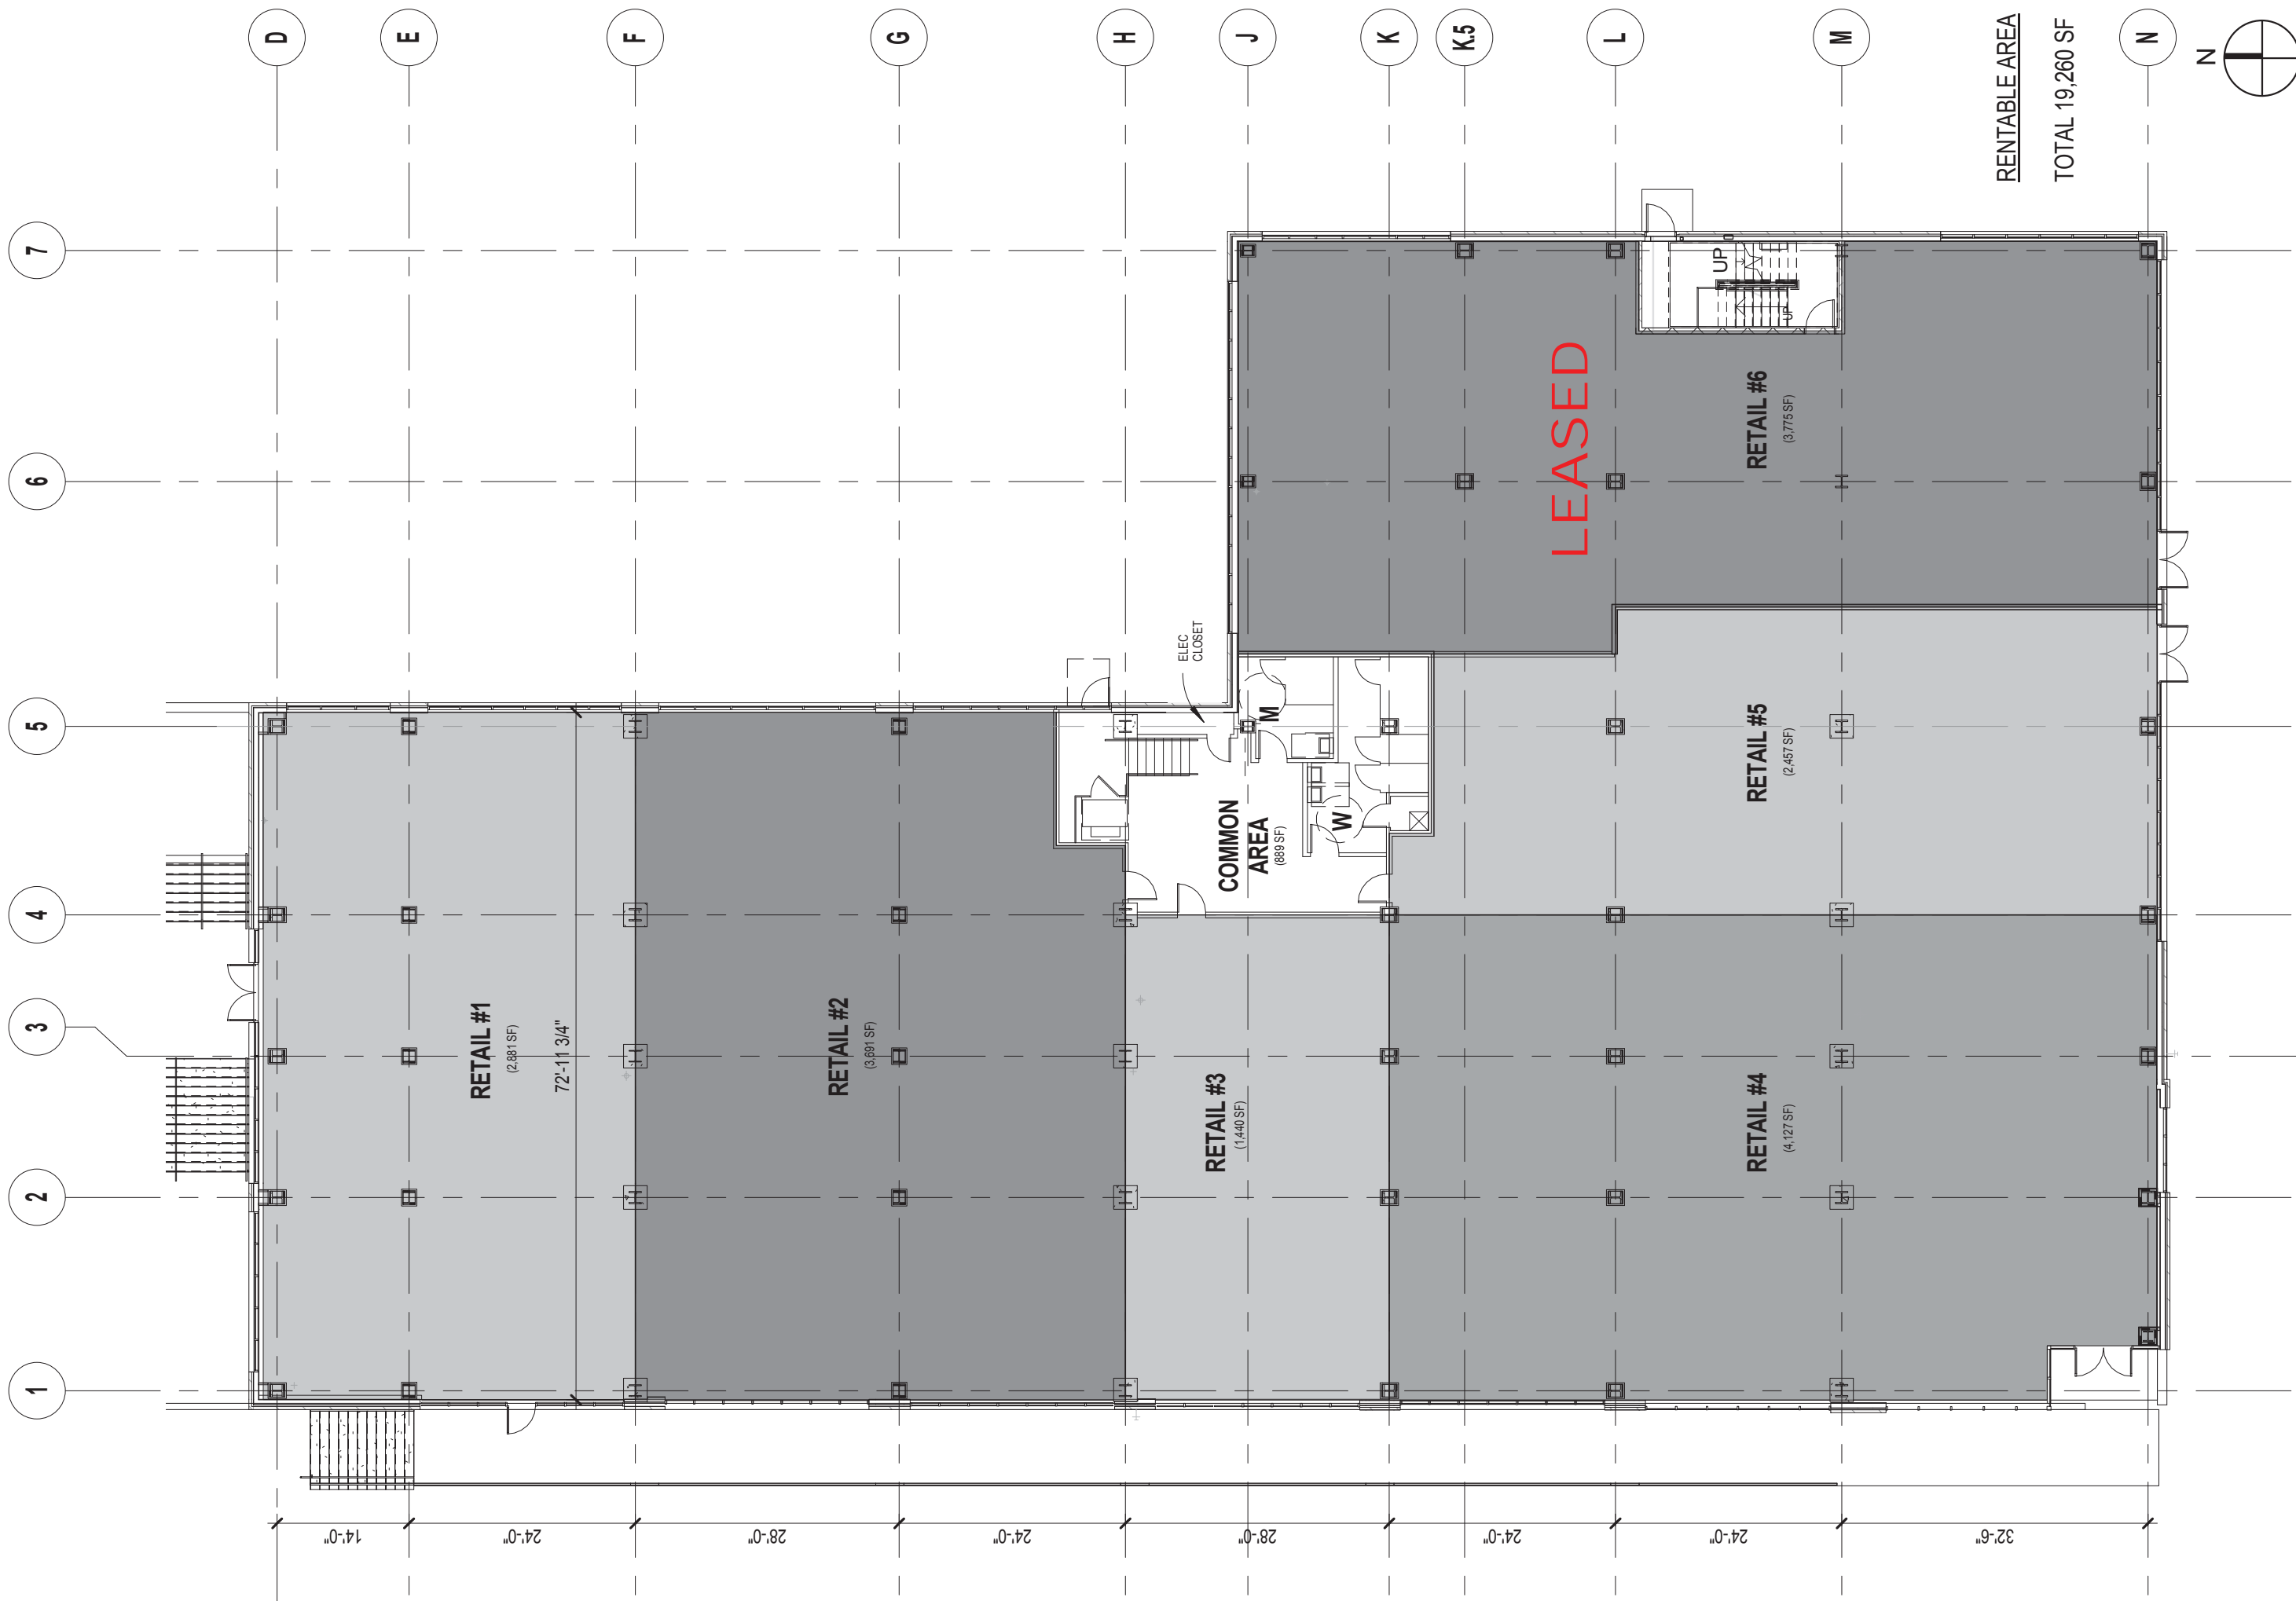 D
E
F
G
H
J
K
K.5
L
M
N
7
6
5
4
3
2
1
RETAIL #1
(2,881 SF)
72'-11 3/4"
RETAIL #2
(3,691 SF)
RETAIL #3
(1,440 SF)
COMMON
AREA
(889 SF)
ELEC
CLOSET
M
W
RETAIL #4
(4,127 SF)
RETAIL #5
(2,457 SF)
LEASED
RETAIL #6
(3,775 SF)
UP
UP
14'-0"
24'-0"
28'-0"
24'-0"
28'-0"
24'-0"
24'-0"
32'-6"
RENTABLE AREA
TOTAL 19,260 SF
N